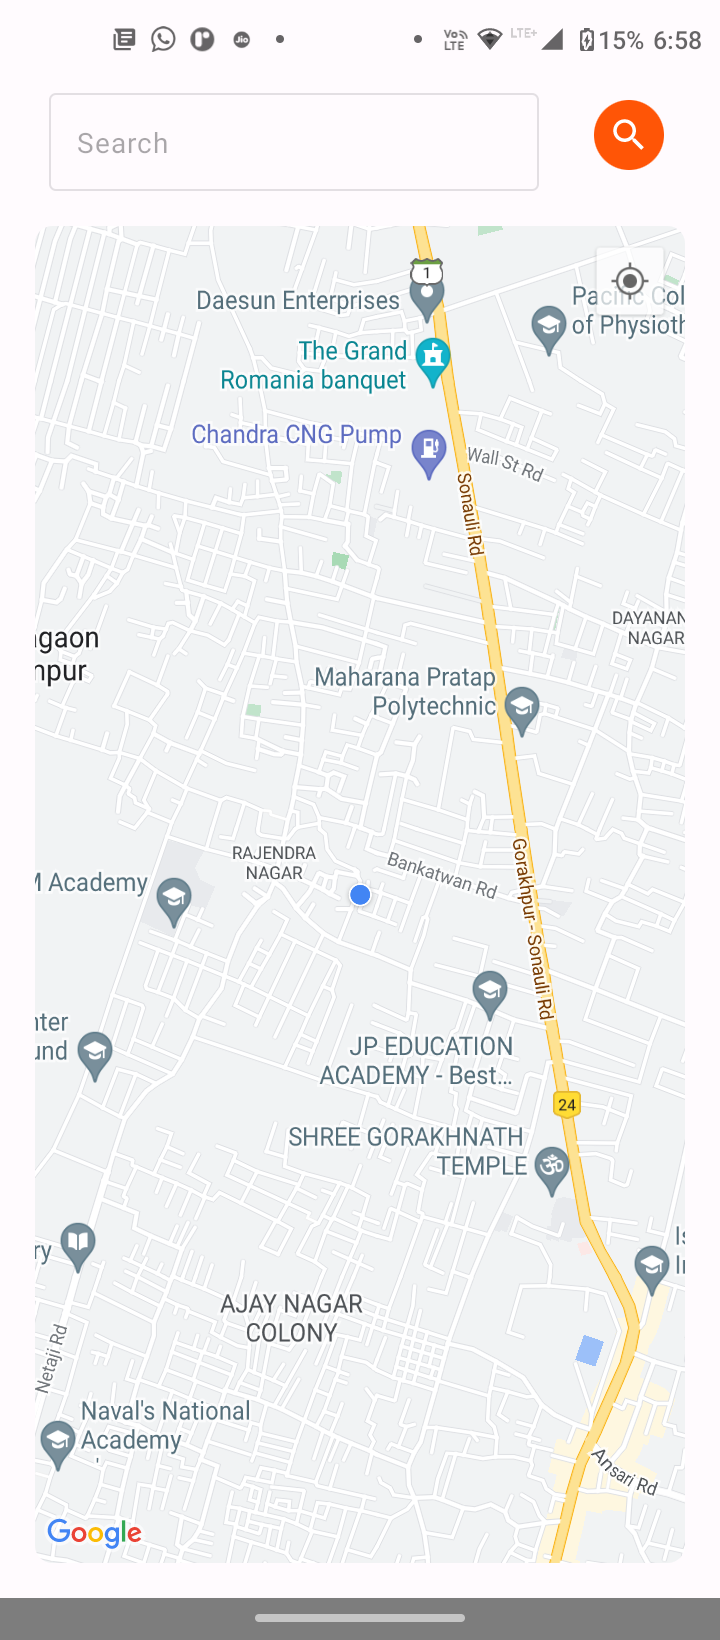 Jio
Vo
LTE
LTE+
15% 6:58
Search
1
Daesun Enterprises
Pacific Col
of Physioth
The Grand
Romania banquet
Chandra CNG Pump
Wall St Rd
Sonauli Rd
DAYANAN
NAGAR
agaon
npur
Maharana Pratap
Polytechnic
RAJENDRA
NAGAR
Bankatwan Rd
M Academy
Gorakhpur - Sonauli Rd
nter
und
JP EDUCATION
ACADEMY - Best...
24
SHREE GORAKHNATH
TEMPLE
ॐ
ry
Is
In
AJAY NAGAR
COLONY
Netaji Rd
Naval's National
Academy
Ansari Rd
Google